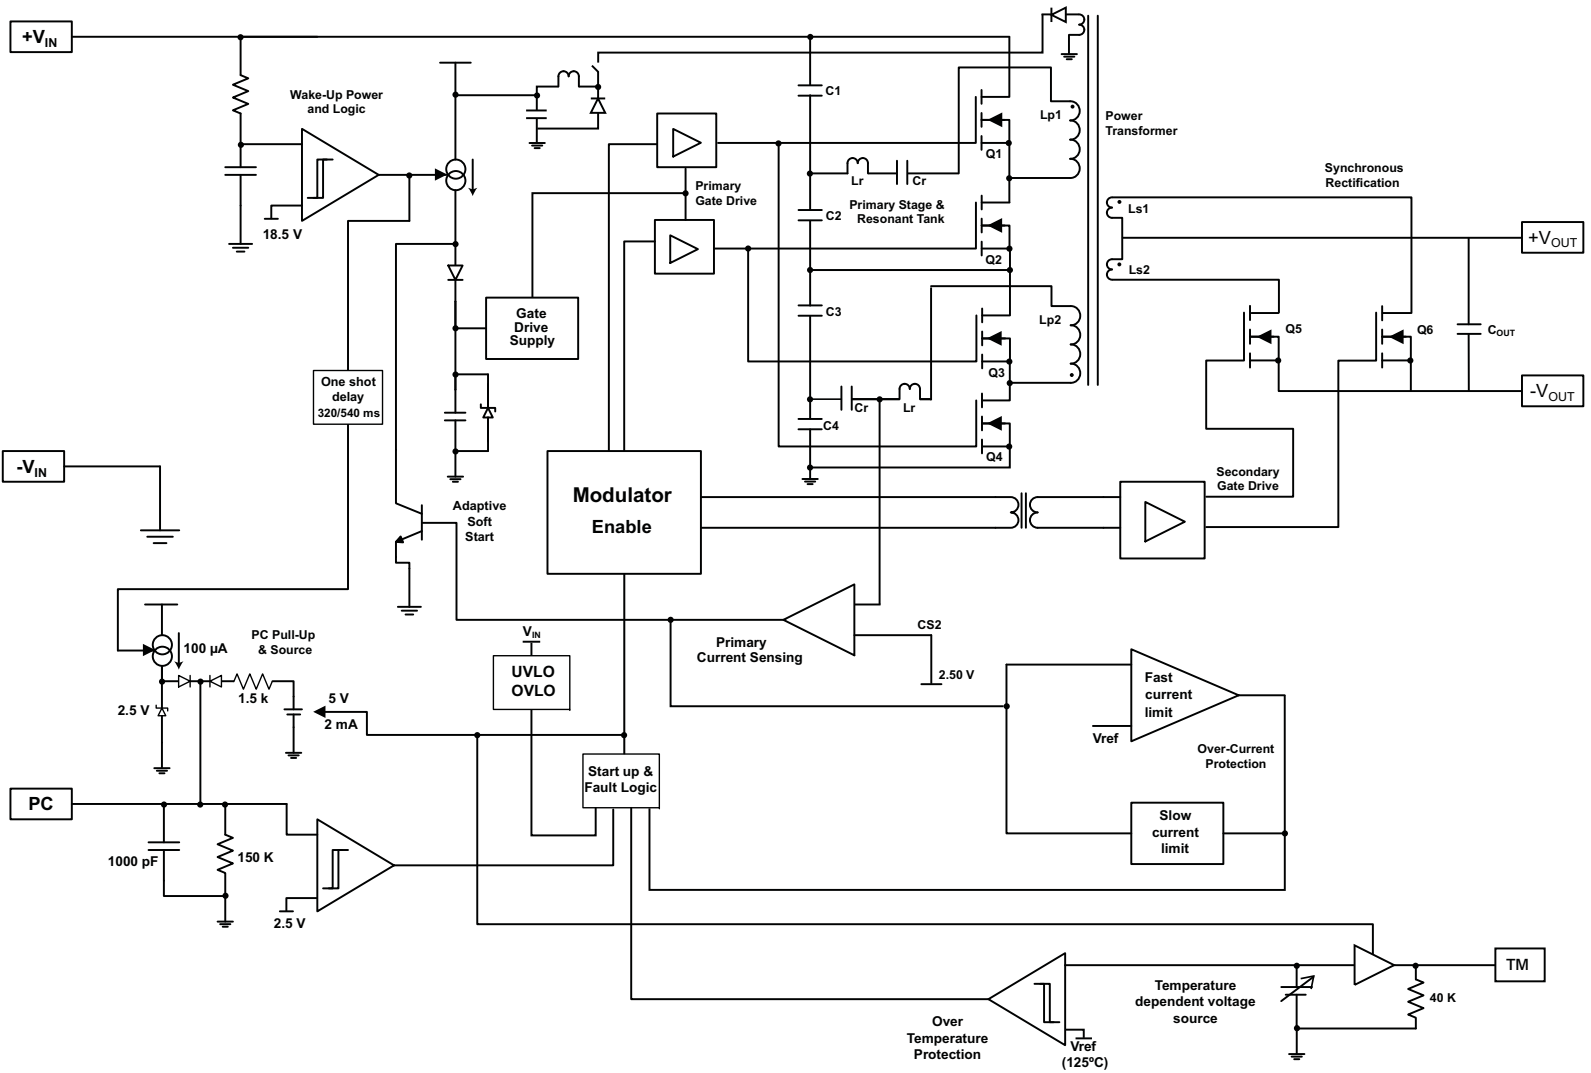 +VIN
Wake-Up Power
and Logic
18.5 V
C1
Lp1
Power
Transformer
Q1
Lr
Cr
Primary
Gate Drive
Primary Stage &
Resonant Tank
C2
Q2
Synchronous
Rectification
Ls1
+VOUT
Ls2
Gate
Drive
Supply
C3
Lp2
Q3
Q5
Q6
COUT
One shot
delay
320/540 ms
Cr
Lr
C4
Q4
-VOUT
-VIN
Modulator
Enable
Adaptive
Soft
Start
Secondary
Gate Drive
PC Pull-Up
& Source
100 µA
VIN
UVLO
OVLO
Primary
Current Sensing
CS2
2.50 V
2.5 V
1.5 k
5 V
2 mA
Fast
current
limit
Vref
Over-Current
Protection
Start up &
Fault Logic
PC
1000 pF
150 K
2.5 V
Slow
current
limit
Over
Temperature
Protection
Vref
(125ºC)
Temperature
dependent voltage
source
TM
40 K